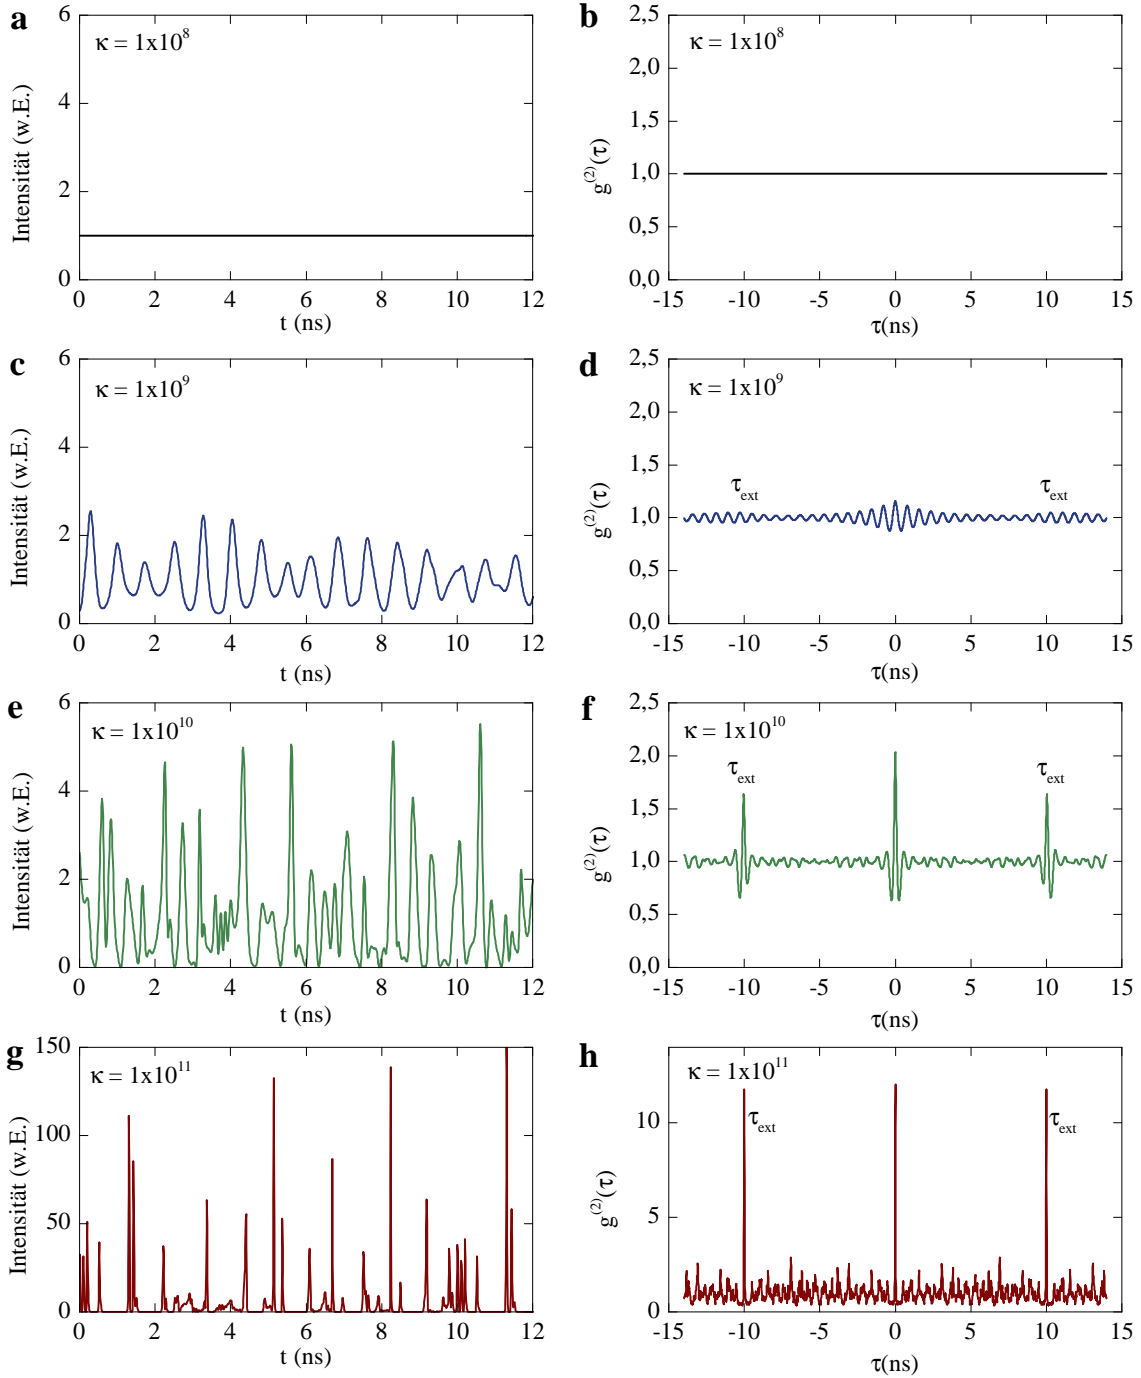 a
κ = 1x10^8
Intensität (w.E.)
6
4
2
0
0 2 4 6 8 10 12
t (ns)
b
κ = 1x10^8
g^(2)(τ)
2,5
2,0
1,5
1,0
0,5
0,0
-15 -10 -5 0 5 10 15
τ(ns)
c
κ = 1x10^9
Intensität (w.E.)
6
4
2
0
0 2 4 6 8 10 12
t (ns)
d
κ = 1x10^9
τ_ext τ_ext
g^(2)(τ)
2,5
2,0
1,5
1,0
0,5
0,0
-15 -10 -5 0 5 10 15
τ(ns)
e
κ = 1x10^10
Intensität (w.E.)
6
4
2
0
0 2 4 6 8 10 12
t (ns)
f
κ = 1x10^10
τ_ext τ_ext
g^(2)(τ)
2,5
2,0
1,5
1,0
0,5
0,0
-15 -10 -5 0 5 10 15
τ(ns)
g
κ = 1x10^11
Intensität (w.E.)
150
100
50
0
0 2 4 6 8 10 12
t (ns)
h
κ = 1x10^11
τ_ext τ_ext
g^(2)(τ)
10
5
0
-15 -10 -5 0 5 10 15
τ(ns)